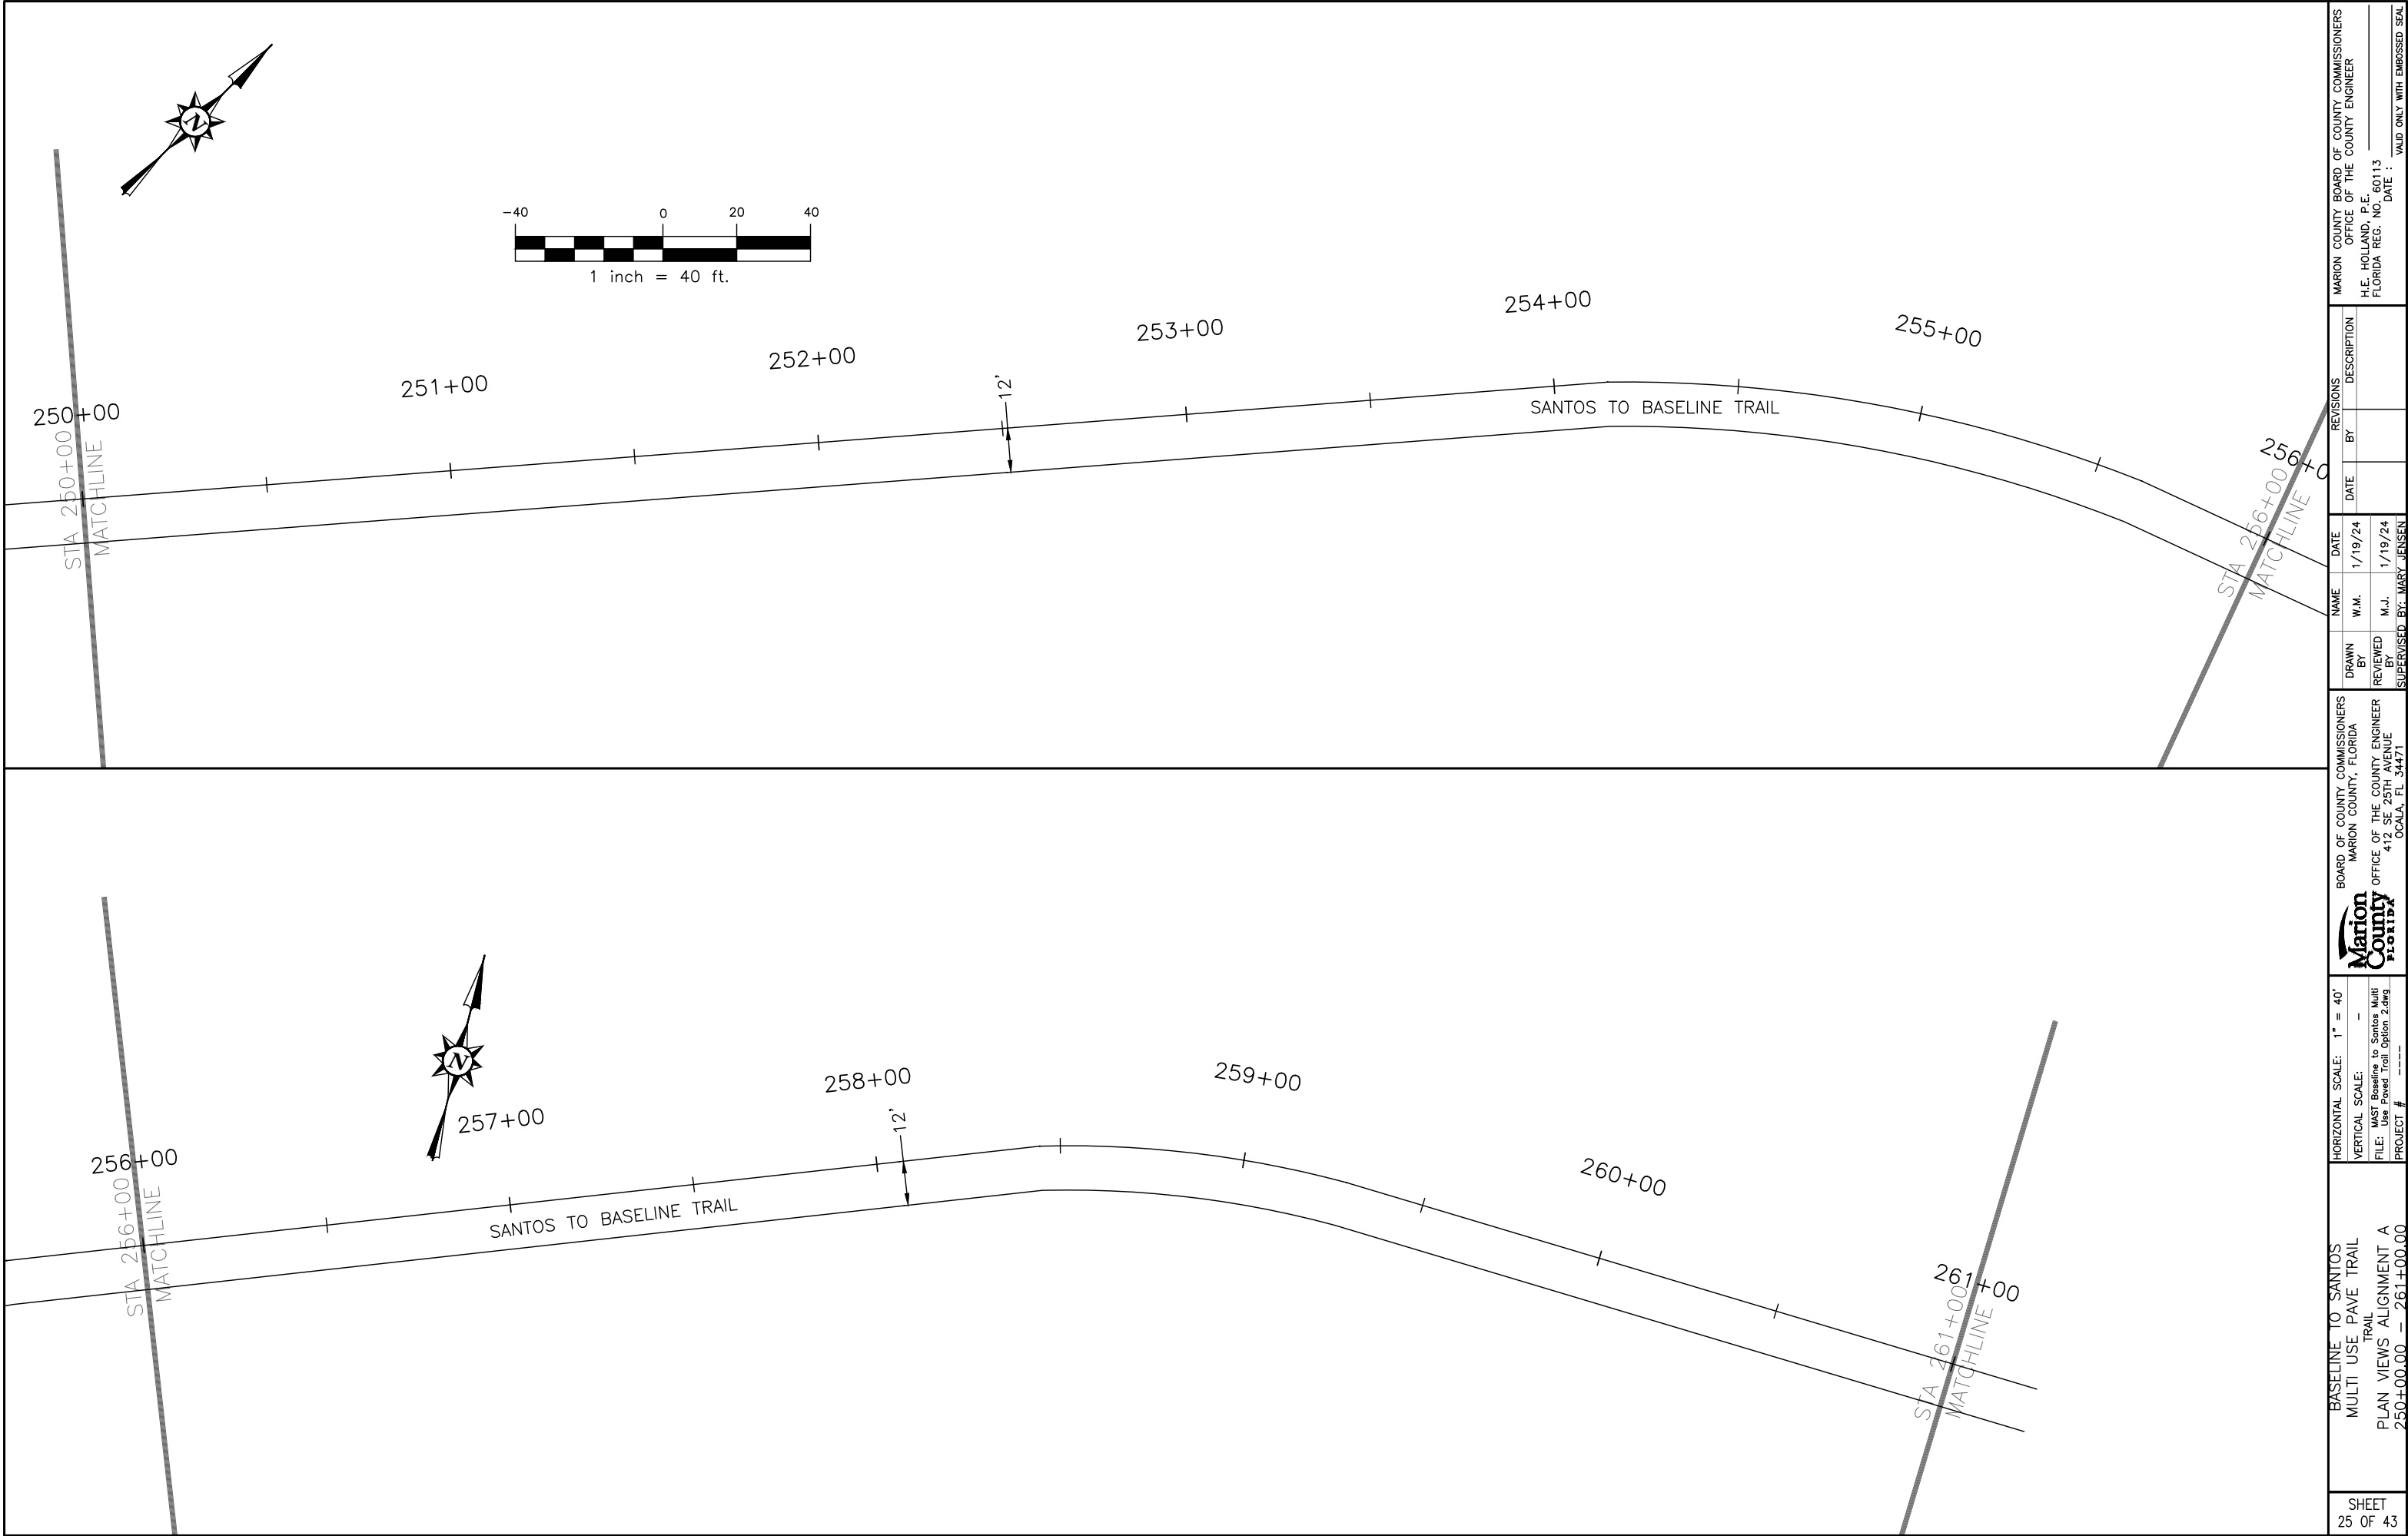 N
-40 0 20 40
1 inch = 40 ft.
250+00
251+00
252+00
253+00
254+00
255+00
12'
SANTOS TO BASELINE TRAIL
STA 250+00
MATCHLINE
256+0
STA 256+00
MATCHLINE
N
256+00
257+00
258+00
259+00
260+00
261+00
12'
SANTOS TO BASELINE TRAIL
STA 256+00
MATCHLINE
STA 261+00
MATCHLINE
MARION COUNTY BOARD OF COUNTY COMMISSIONERS
OFFICE OF THE COUNTY ENGINEER
H.E. HOLLAND, P.E.
FLORIDA REG. NO. 60113
DATE :
VALID ONLY WITH EMBOSSED SEAL
REVISIONS
DATE BY DESCRIPTION
NAME DATE
DRAWN BY W.M. 1/19/24
REVIEWED BY M.J. 1/19/24
SUPERVISED BY: MARY JENSEN
BOARD OF COUNTY COMMISSIONERS
MARION COUNTY, FLORIDA
OFFICE OF THE COUNTY ENGINEER
412 SE 25TH AVENUE
OCALA, FL 34471
Marion
County
FLORIDA
HORIZONTAL SCALE: 1" = 40'
VERTICAL SCALE: -
FILE: MAST Baseline to Santos Multi
Use Paved Trail Option 2.dwg
PROJECT # ----
BASELINE TO SANTOS
MULTI USE PAVE TRAIL
TRAIL
PLAN VIEWS ALIGNMENT A
250+00.00 - 261+00.00
SHEET
25 OF 43